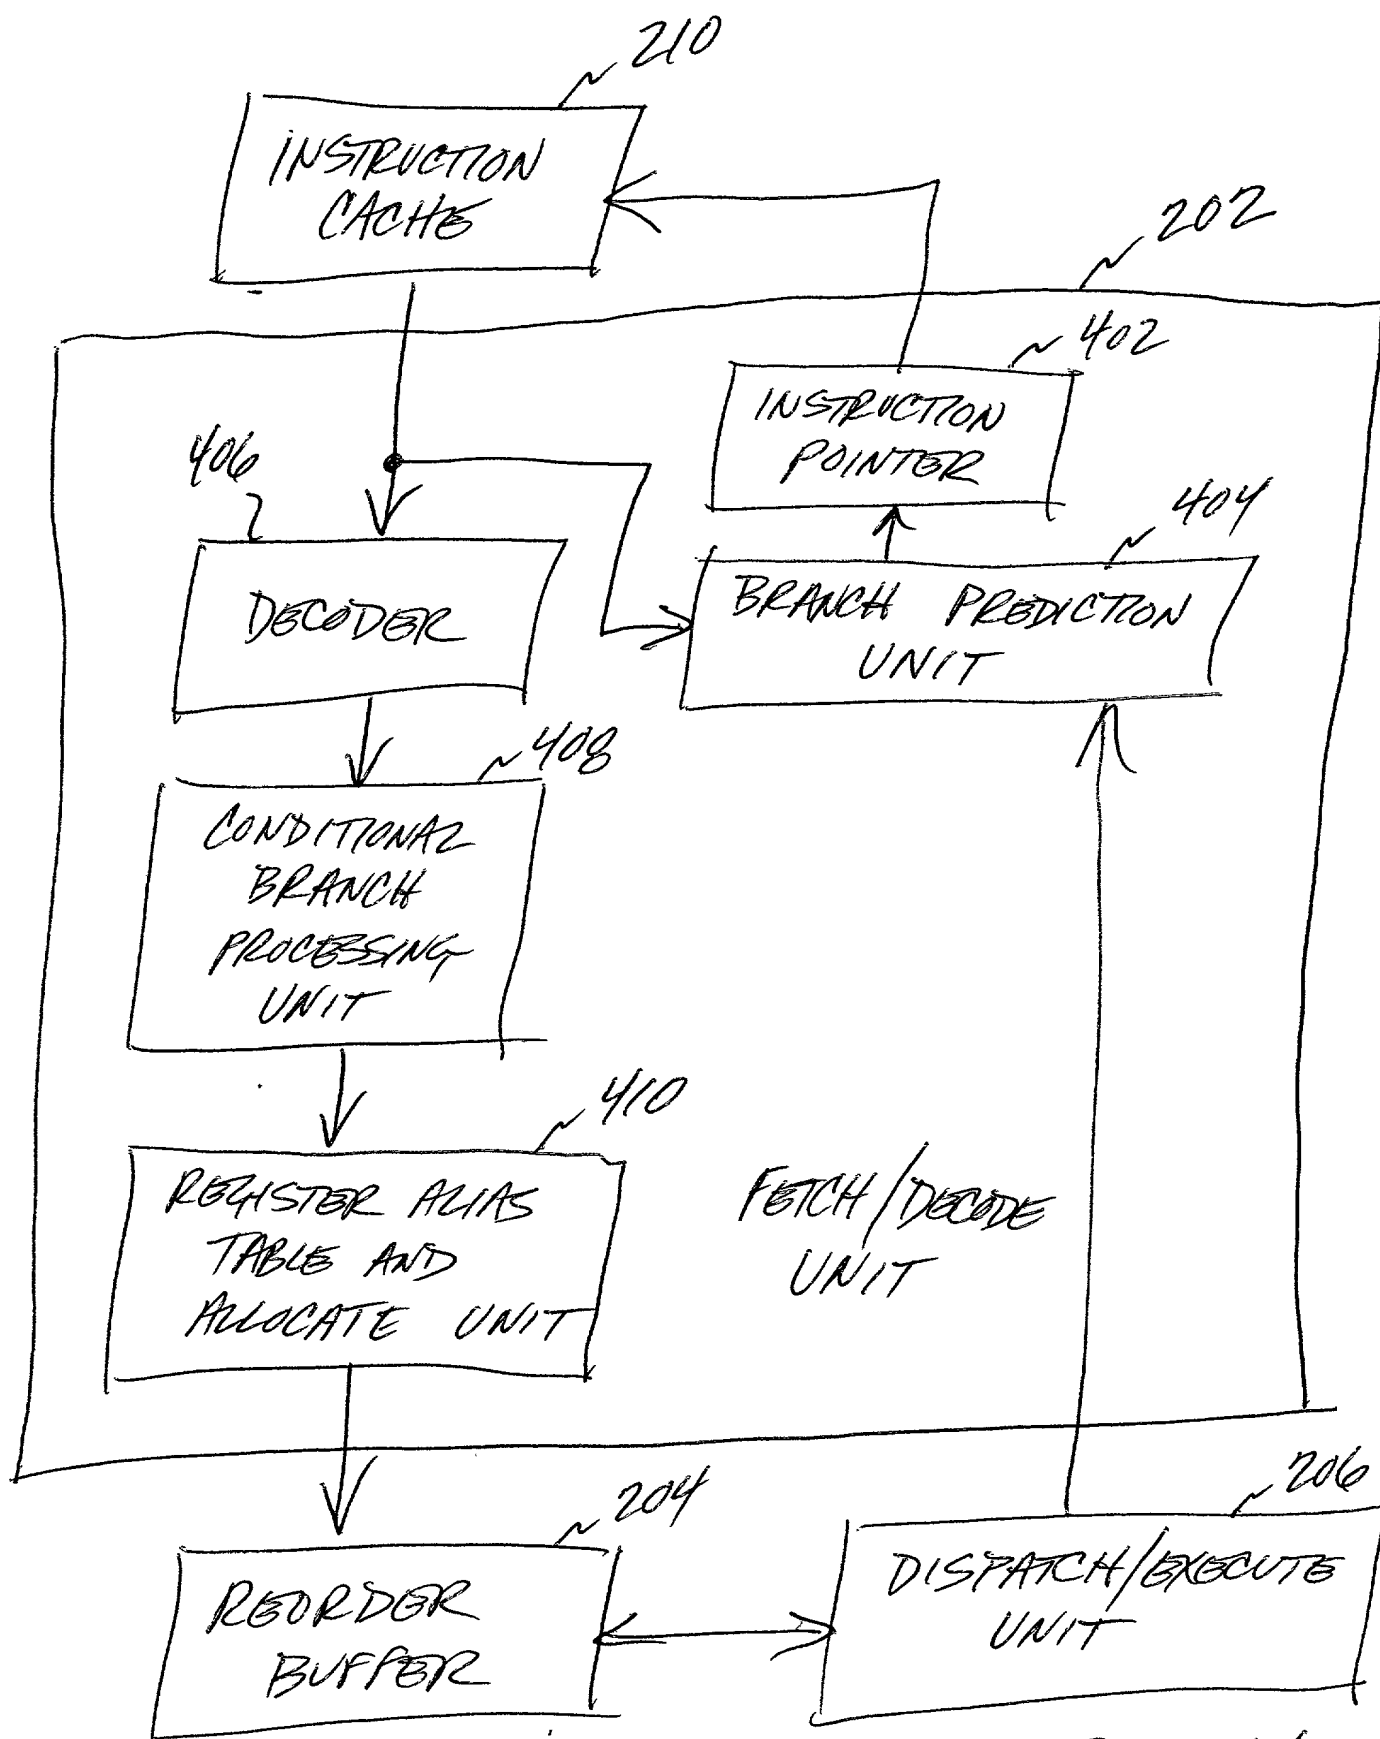 210
INSTRUCTION
CACHE
202
402
INSTRUCTION
POINTER
406
404
DECODER
BRANCH PREDICTION
UNIT
408
CONDITIONAL
BRANCH
PROCESSING
UNIT
410
REGISTER ALIAS
TABLE AND
ALLOCATE UNIT
FETCH/DECODE
UNIT
204
206
REORDER
BUFFER
DISPATCH/EXECUTE
UNIT